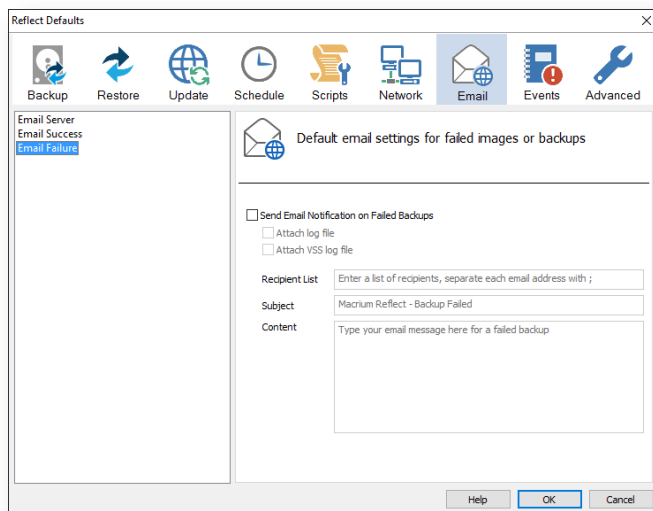 Reflect Defaults
Backup Restore Update Schedule Scripts Network Email Events Advanced
Email Server
Email Success
Email Failure
Default email settings for failed images or backups
Send Email Notification on Failed Backups
Attach log file
Attach VSS log file
Recipient List Enter a list of recipients, separate each email address with ;
Subject Macrium Reflect - Backup Failed
Content Type your email message here for a failed backup
Help OK Cancel